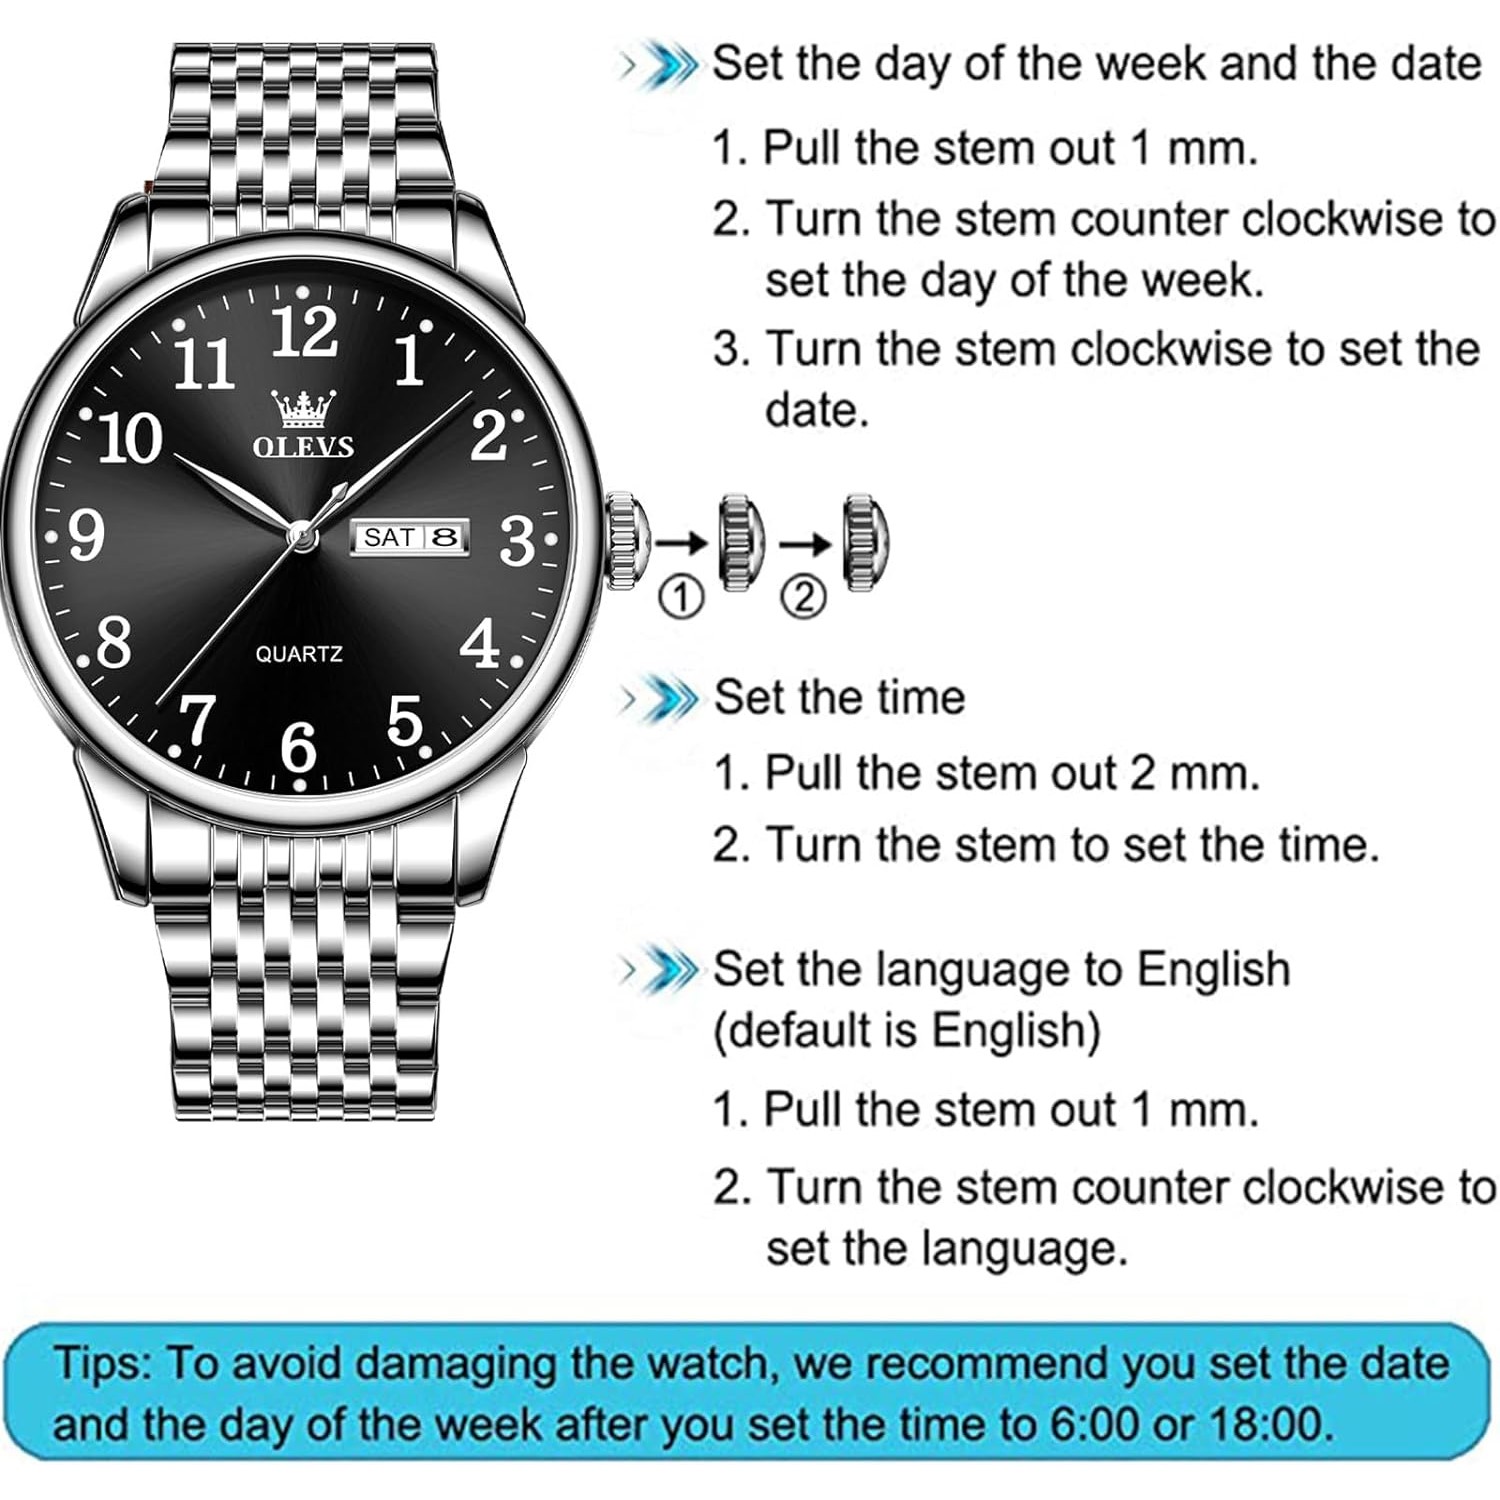 Set the day of the week and the date
1. Pull the stem out 1 mm.
2. Turn the stem counter clockwise to
set the day of the week.
3. Turn the stem clockwise to set the
date.
12
11
1
10
2
OLEVS
9
SAT 8
3
8
4
QUARTZ
7
5
6
1
2
Set the time
1. Pull the stem out 2 mm.
2. Turn the stem to set the time.
Set the language to English
(default is English)
1. Pull the stem out 1 mm.
2. Turn the stem counter clockwise to
set the language.
Tips: To avoid damaging the watch, we recommend you set the date
and the day of the week after you set the time to 6:00 or 18:00.